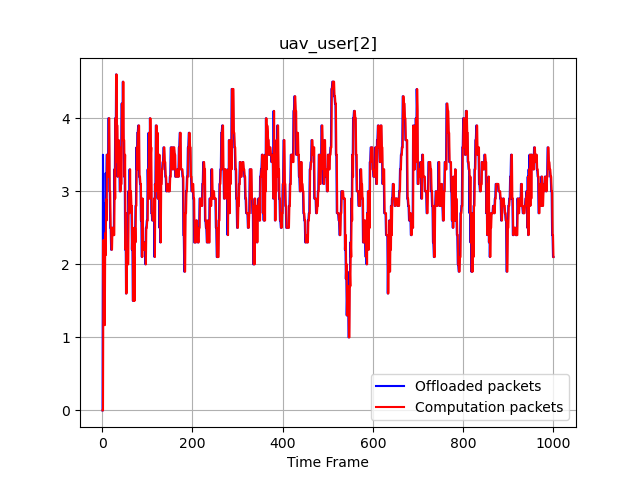 uav_user[2]
4
3
2
1
0
Offloaded packets
Computation packets
0 200 400 600 800 1000
Time Frame